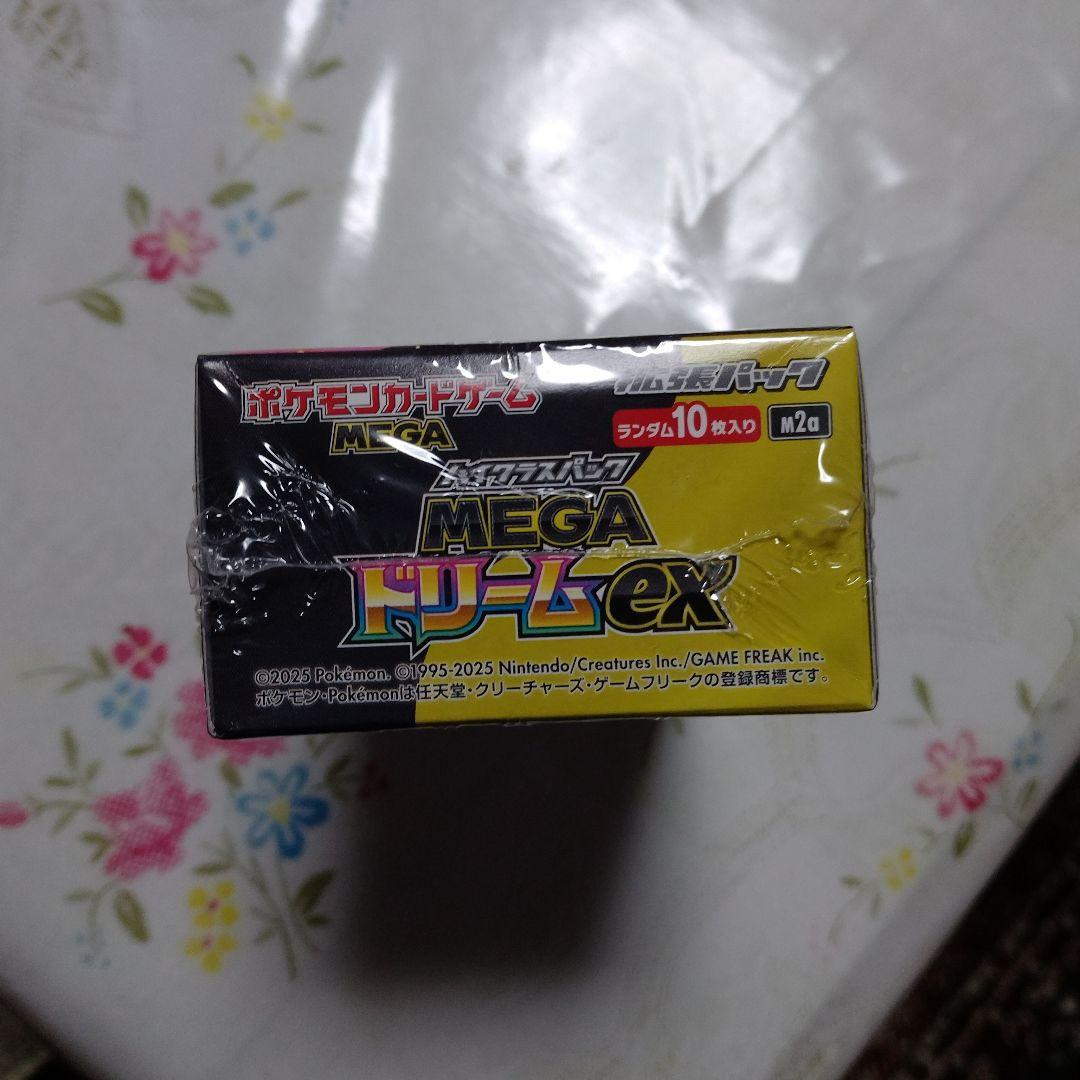 ポケモンカードゲーム
MEGA
拡張パック
ランダム10枚入り
M2a
ハイクラスパック
MEGA
ドリームex
©2025 Pokémon. ©1995-2025 Nintendo/Creatures Inc./GAME FREAK inc.
ポケモン・Pokémonは任天堂・クリーチャーズ・ゲームフリークの登録商標です。